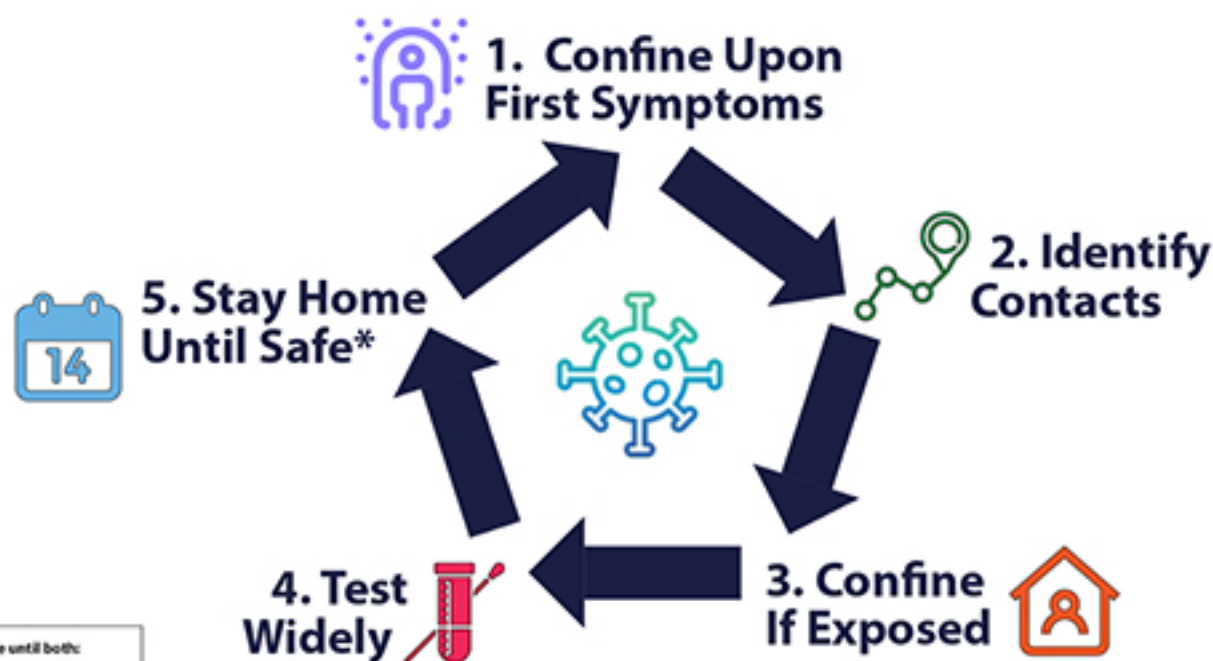 1. Confine Upon
First Symptoms
2. Identify
Contacts
3. Confine
If Exposed
4. Test
Widely
5. Stay Home
Until Safe*
14
until both: